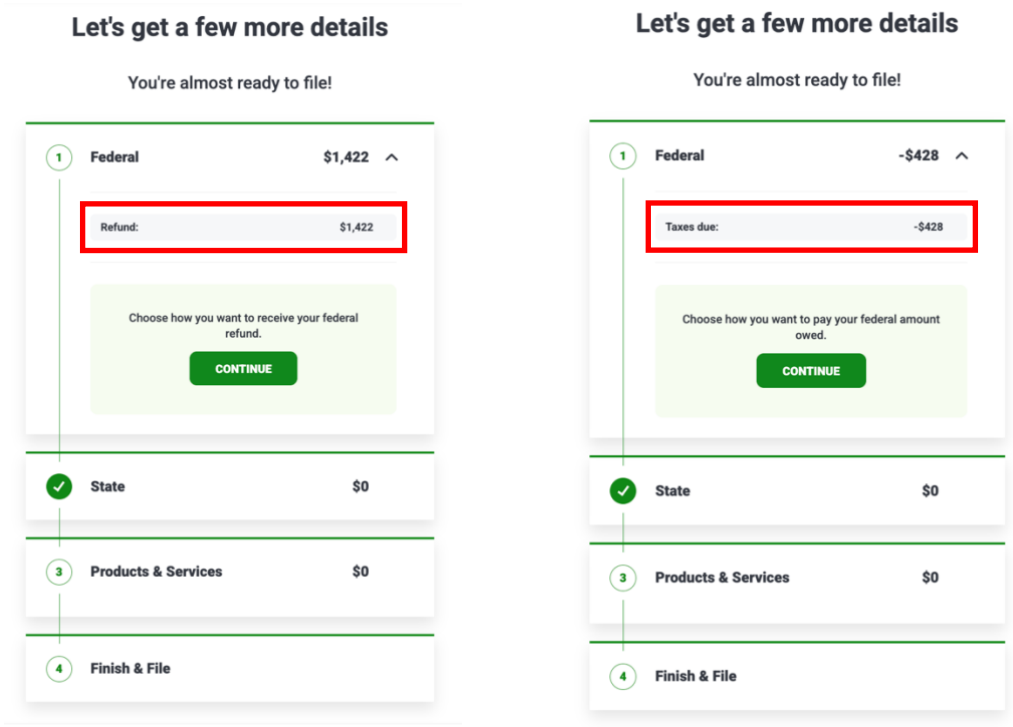 Let's get a few more details
You're almost ready to file!
1 Federal $1,422
Refund: $1,422
Choose how you want to receive your federal
refund.
CONTINUE
State $0
3 Products & Services $0
4 Finish & File
Let's get a few more details
You're almost ready to file!
1 Federal -$428
Taxes due: -$428
Choose how you want to pay your federal amount
owed.
CONTINUE
State $0
3 Products & Services $0
4 Finish & File